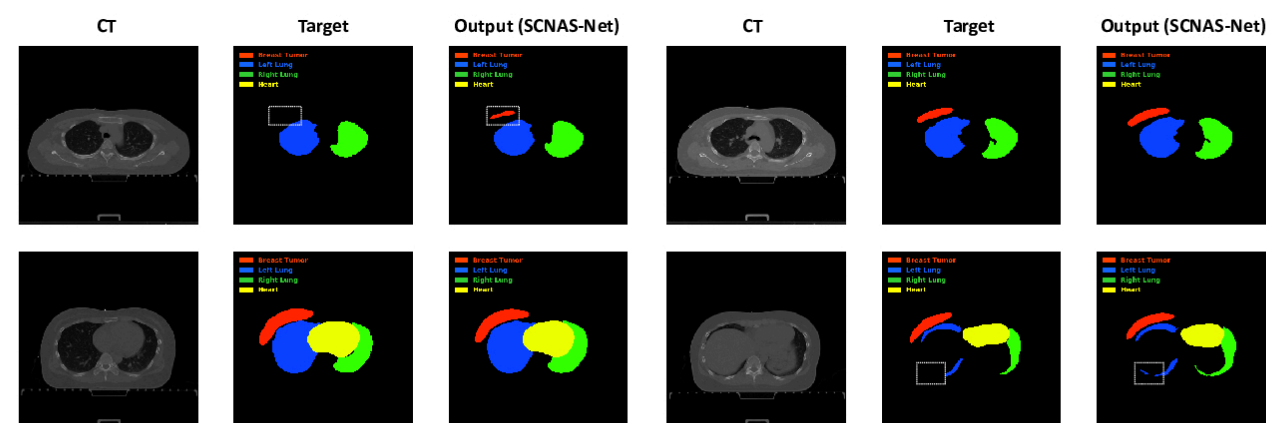 CT Target Output (SCNAS-Net) CT Target Output (SCNAS-Net)
Breast Tumor Breast Tumor Breast Tumor Breast Tumor
Left Lung Left Lung Left Lung Left Lung
Right Lung Right Lung Right Lung Right Lung
Heart Heart Heart Heart
Breast Tumor Breast Tumor Breast Tumor Breast Tumor
Left Lung Left Lung Left Lung Left Lung
Right Lung Right Lung Right Lung Right Lung
Heart Heart Heart Heart